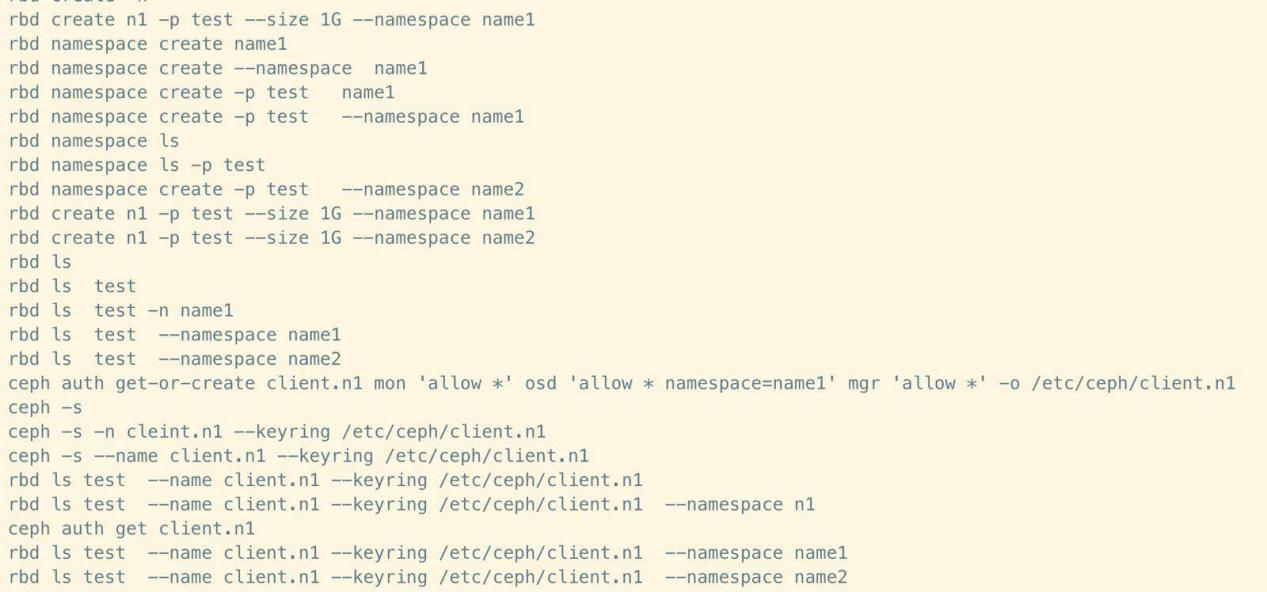 rbd create n1 -p test --size 1G --namespace name1
rbd namespace create name1
rbd namespace create --namespace  name1
rbd namespace create -p test   name1
rbd namespace create -p test   --namespace name1
rbd namespace ls
rbd namespace ls -p test
rbd namespace create -p test   --namespace name2
rbd create n1 -p test --size 1G --namespace name1
rbd create n1 -p test --size 1G --namespace name2
rbd ls
rbd ls  test
rbd ls  test -n name1
rbd ls  test  --namespace name1
rbd ls  test  --namespace name2
ceph auth get-or-create client.n1 mon 'allow *' osd 'allow * namespace=name1' mgr 'allow *' -o /etc/ceph/client.n1
ceph -s
ceph -s -n cleint.n1 --keyring /etc/ceph/client.n1
ceph -s --name client.n1 --keyring /etc/ceph/client.n1
rbd ls test  --name client.n1 --keyring /etc/ceph/client.n1
rbd ls test  --name client.n1 --keyring /etc/ceph/client.n1  --namespace n1
ceph auth get client.n1
rbd ls test  --name client.n1 --keyring /etc/ceph/client.n1  --namespace name1
rbd ls test  --name client.n1 --keyring /etc/ceph/client.n1  --namespace name2